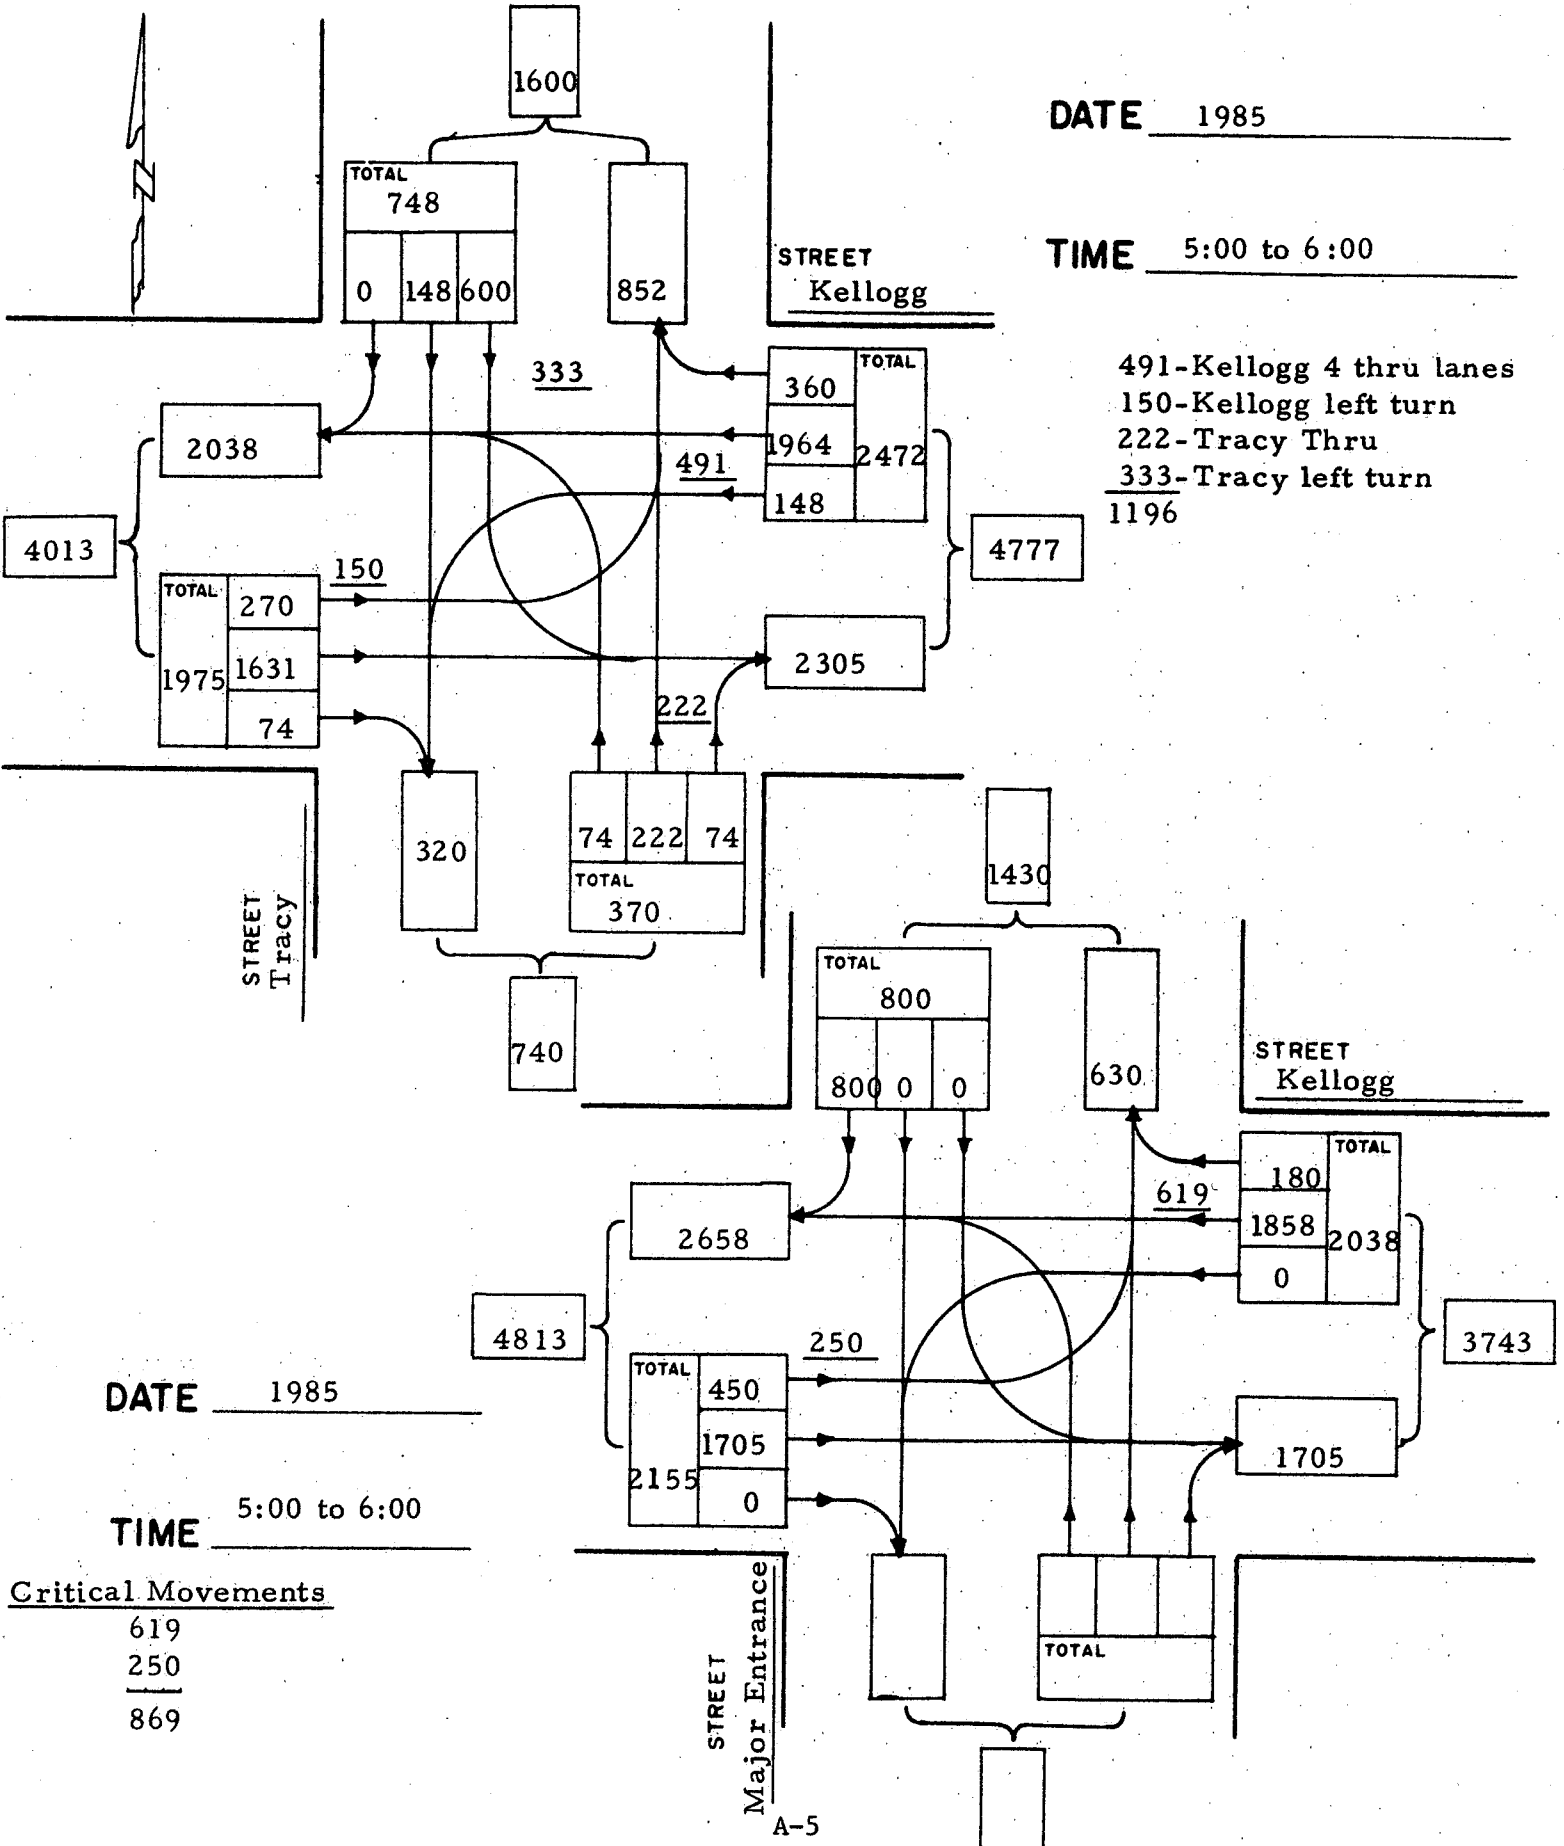 1600
DATE 1985
TOTAL
748
0 148 600
852
STREET
Kellogg
TIME 5:00 to 6:00
N
333
360
TOTAL
1964
2472
148
491
491-Kellogg 4 thru lanes
150-Kellogg left turn
222-Tracy Thru
333-Tracy left turn
1196
2038
4013
4777
150
TOTAL
270
1975
1631
74
2305
222
320
74 222 74
TOTAL
370
STREET
Tracy
740
1430
TOTAL
800
800 0 0
630
STREET
Kellogg
180
TOTAL
619
1858
2038
0
2658
4813
3743
250
TOTAL
450
1705
2155
0
1705
DATE 1985
TIME 5:00 to 6:00
Critical Movements
619
250
869
TOTAL
STREET
Major Entrance
A-5